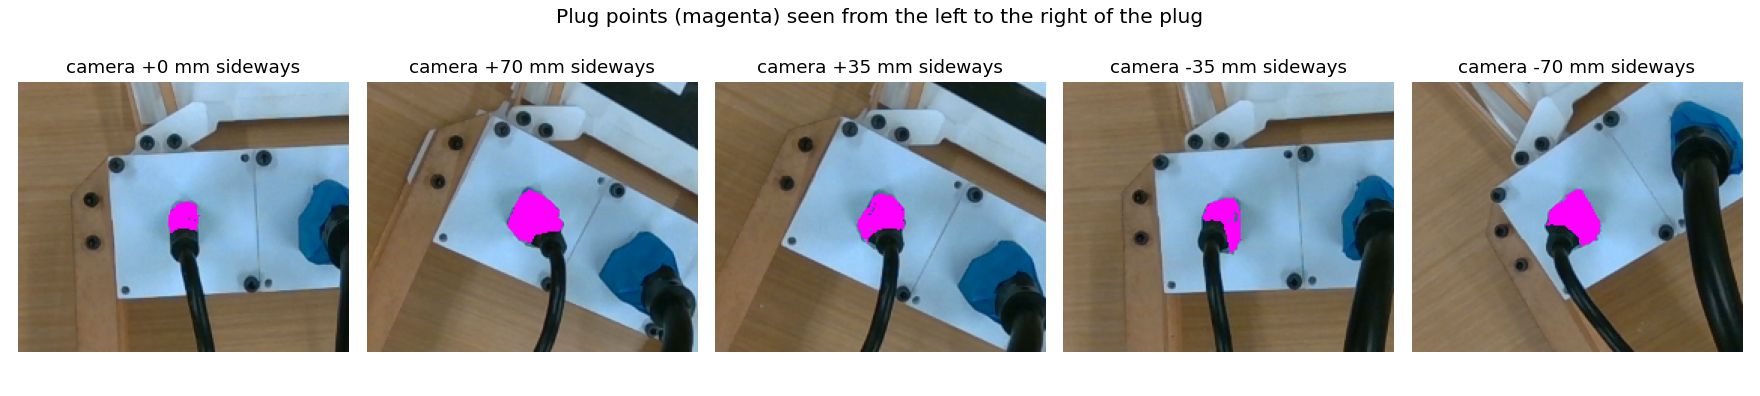 Plug points (magenta) seen from the left to the right of the plug
camera +0 mm sideways
camera +70 mm sideways
camera +35 mm sideways
camera -35 mm sideways
camera -70 mm sideways